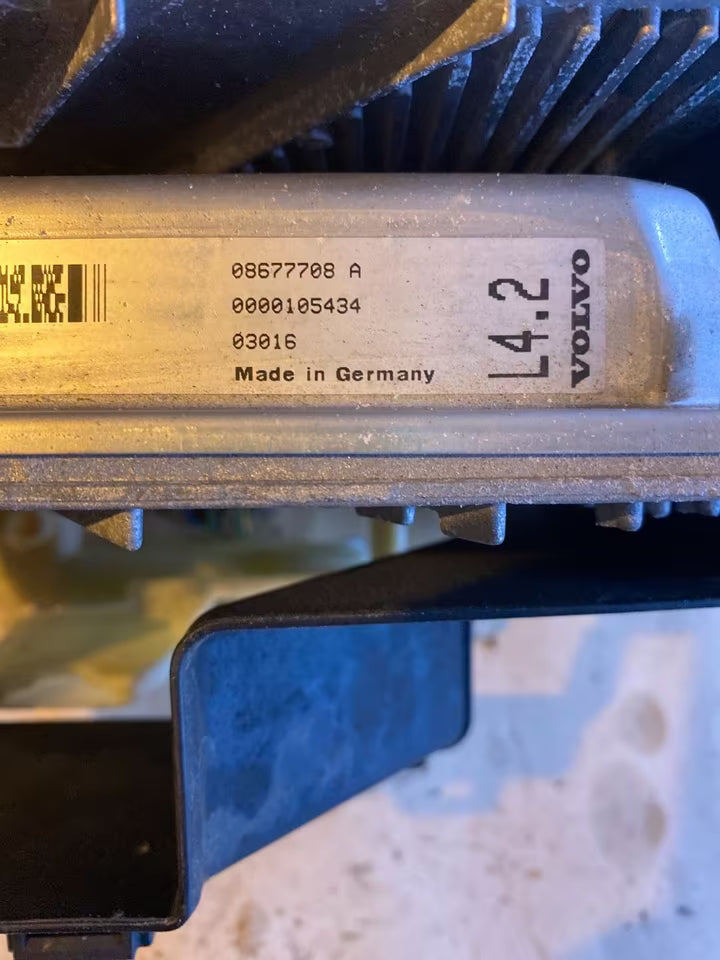 08677708 A
0000105434
03016
Made in Germany
L4.2
VOLVO